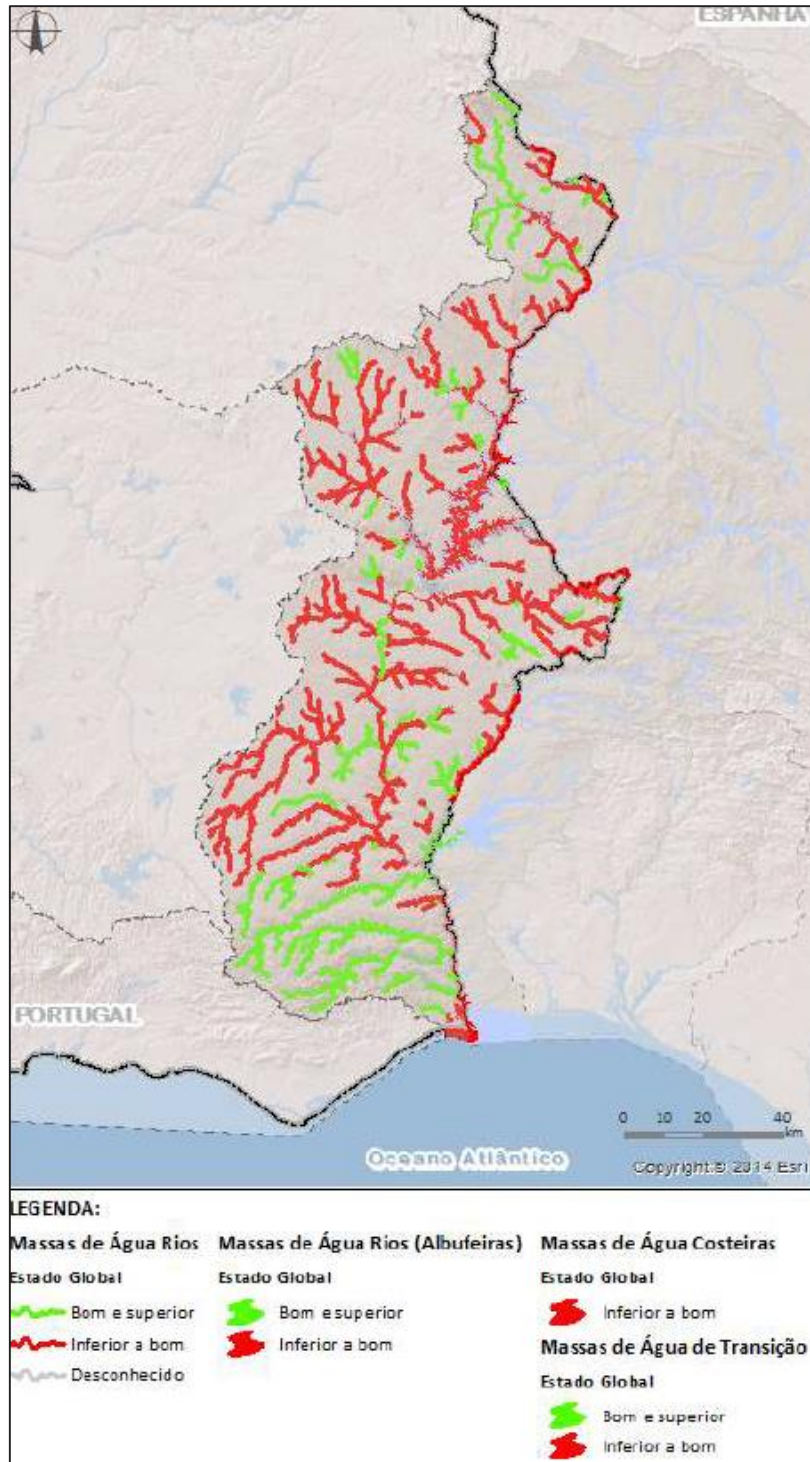 ESPANHA
PORTUGAL
0 10 20 40
km
Oceano Atlântico
Copyright:© 2014 Esri
LEGENDA:
Massas de Água Rios
Estado Global
Bom e superior
Inferior a bom
Desconhecido
Massas de Água Rios (Albufeiras)
Estado Global
Bom e superior
Inferior a bom
Massas de Água Costeiras
Estado Global
Inferior a bom
Massas de Água de Transição
Estado Global
Bom e superior
Inferior a bom